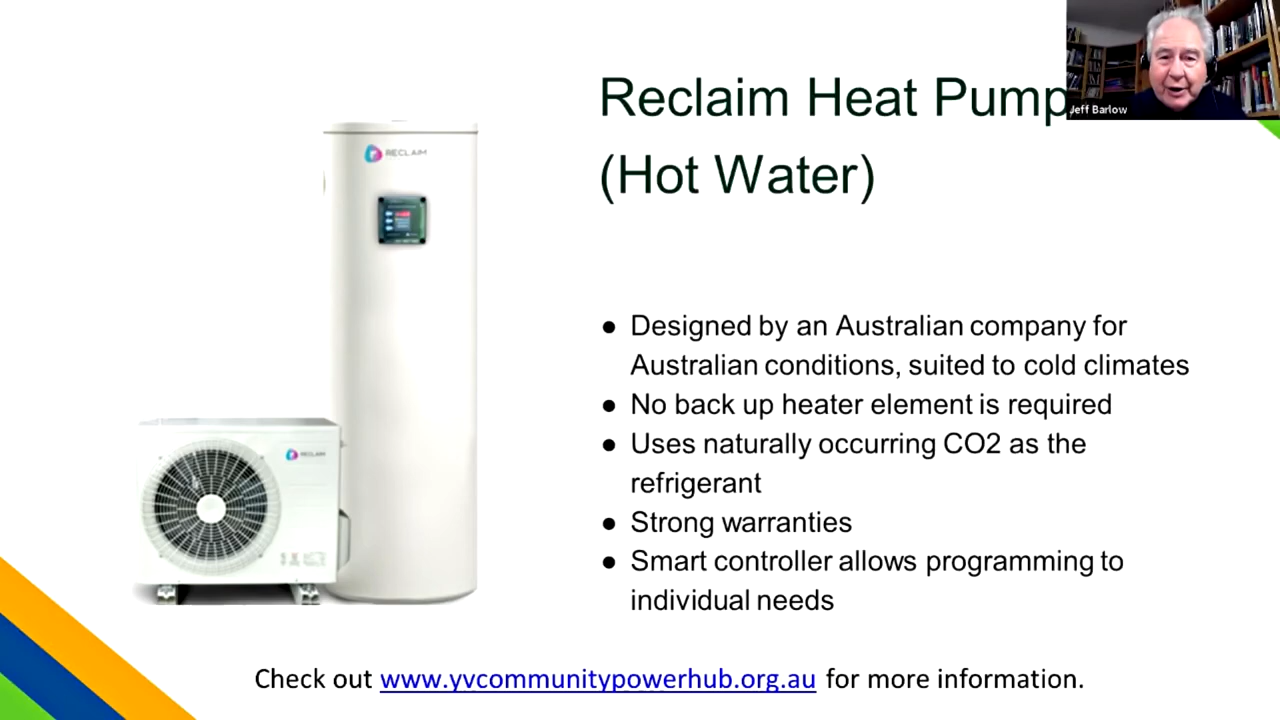 Reclaim Heat Pump
(Hot Water)
Jeff Barlow
RECLAIM
RECLAIM
● Designed by an Australian company for
Australian conditions, suited to cold climates
● No back up heater element is required
● Uses naturally occurring CO2 as the
refrigerant
● Strong warranties
● Smart controller allows programming to
individual needs
Check out www.yvcommunitypowerhub.org.au for more information.